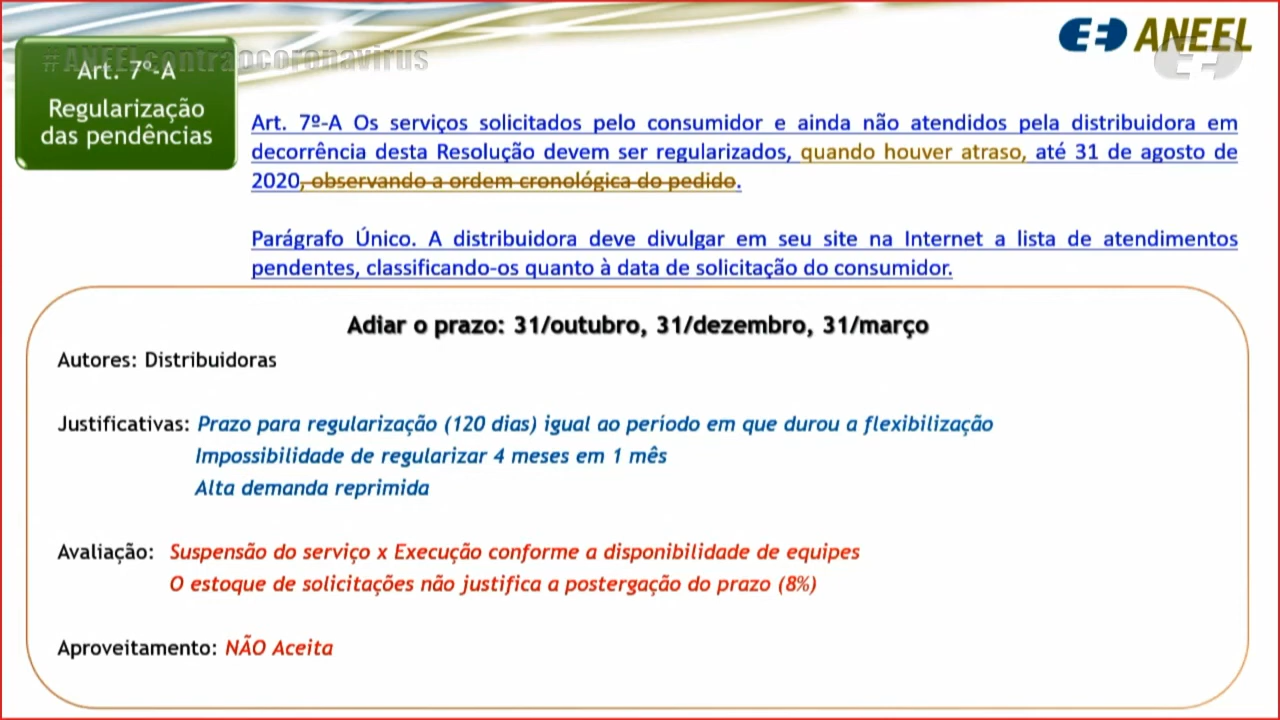 #ANEELcontraocoronavirus
ANEEL
Art. 7º-A
Regularização
das pendências
Art. 7º-A Os serviços solicitados pelo consumidor e ainda não atendidos pela distribuidora em
decorrência desta Resolução devem ser regularizados, quando houver atraso, até 31 de agosto de
2020, observando a ordem cronológica do pedido.
Parágrafo Único. A distribuidora deve divulgar em seu site na Internet a lista de atendimentos
pendentes, classificando-os quanto à data de solicitação do consumidor.
Adiar o prazo: 31/outubro, 31/dezembro, 31/março
Autores: Distribuidoras
Justificativas: Prazo para regularização (120 dias) igual ao período em que durou a flexibilização
Impossibilidade de regularizar 4 meses em 1 mês
Alta demanda reprimida
Avaliação: Suspensão do serviço x Execução conforme a disponibilidade de equipes
O estoque de solicitações não justifica a postergação do prazo (8%)
Aproveitamento: NÃO Aceita